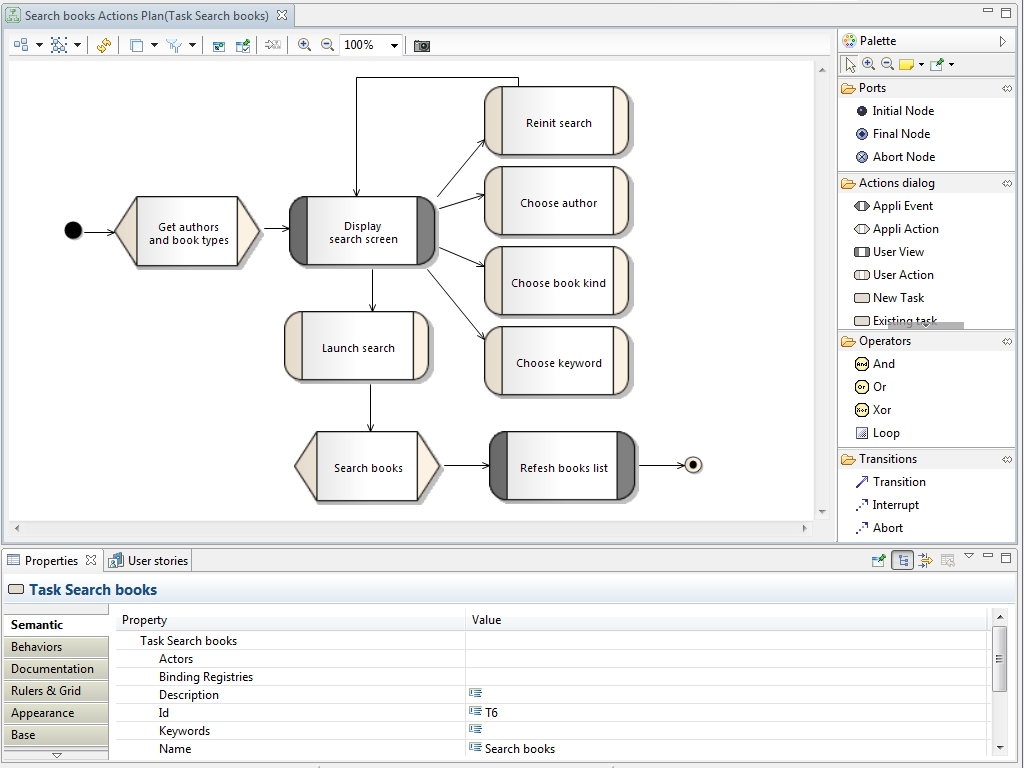 Search books Actions Plan(Task Search books)
100%
Reinit search
Choose author
Get authors
and book types
Display
search screen
Choose book kind
Launch search
Choose keyword
Search books
Refesh books list
Palette
Ports
Initial Node
Final Node
Abort Node
Actions dialog
Appli Event
Appli Action
User View
User Action
New Task
Existing task
Operators
And
And
Or
Or
Xor
Xor
Loop
Transitions
Transition
Interrupt
Abort
Properties
User stories
Task Search books
Semantic
Behaviors
Documentation
Rulers & Grid
Appearance
Base
Property Value
Task Search books
Actors
Binding Registries
Description
Id T6
Keywords
Name Search books